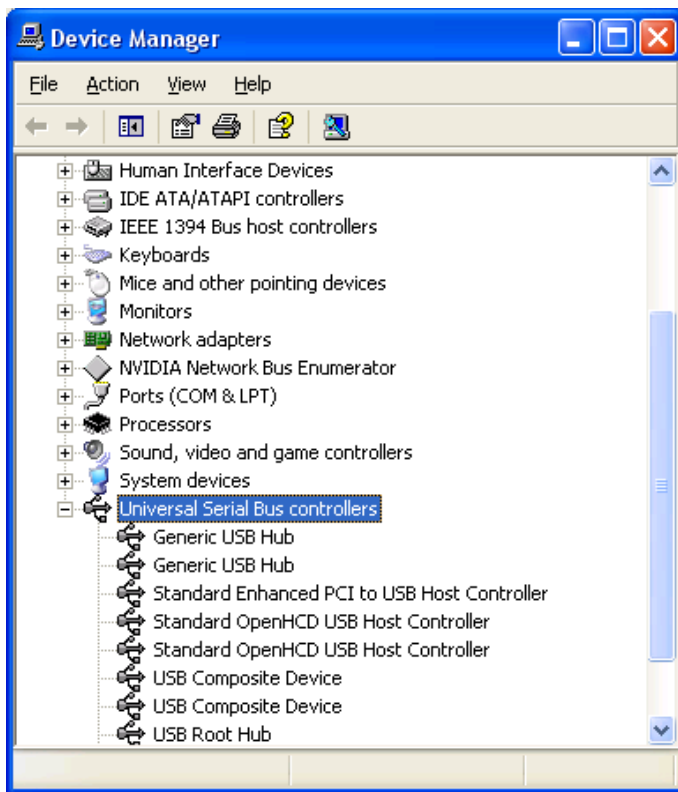 Device Manager
File Action View Help
Human Interface Devices
IDE ATA/ATAPI controllers
IEEE 1394 Bus host controllers
Keyboards
Mice and other pointing devices
Monitors
Network adapters
NVIDIA Network Bus Enumerator
Ports (COM & LPT)
Processors
Sound, video and game controllers
System devices
Universal Serial Bus controllers
Generic USB Hub
Generic USB Hub
Standard Enhanced PCI to USB Host Controller
Standard OpenHCD USB Host Controller
Standard OpenHCD USB Host Controller
USB Composite Device
USB Composite Device
USB Root Hub